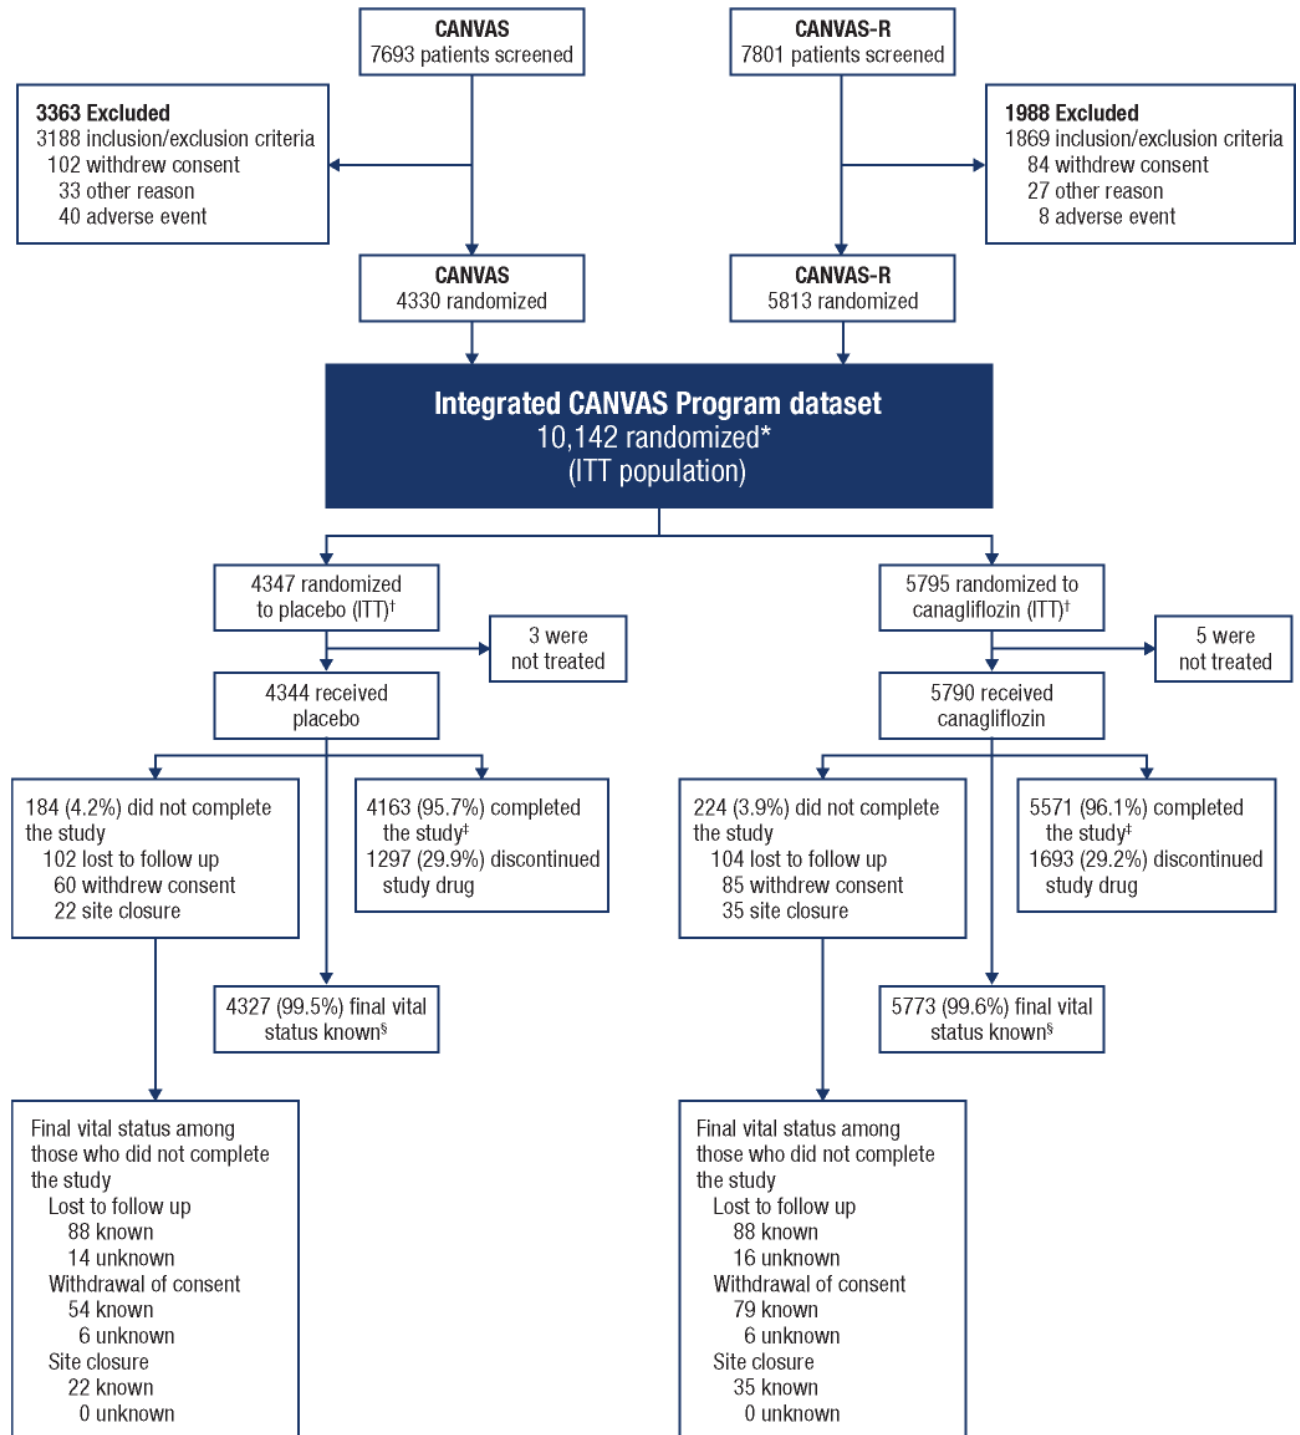 CANVAS
7693 patients screened
CANVAS-R
7801 patients screened
3363 Excluded
3188 inclusion/exclusion criteria
102 withdrew consent
33 other reason
40 adverse event
1988 Excluded
1869 inclusion/exclusion criteria
84 withdrew consent
27 other reason
8 adverse event
CANVAS
4330 randomized
CANVAS-R
5813 randomized
Integrated CANVAS Program dataset
10,142 randomized*
(ITT population)
4347 randomized
to placebo (ITT)†
5795 randomized to
canagliflozin (ITT)†
3 were
not treated
5 were
not treated
4344 received
placebo
5790 received
canagliflozin
184 (4.2%) did not complete
the study
102 lost to follow up
60 withdrew consent
22 site closure
4163 (95.7%) completed
the study‡
1297 (29.9%) discontinued
study drug
224 (3.9%) did not complete
the study
104 lost to follow up
85 withdrew consent
35 site closure
5571 (96.1%) completed
the study‡
1693 (29.2%) discontinued
study drug
4327 (99.5%) final vital
status known§
5773 (99.6%) final vital
status known§
Final vital status among
those who did not complete
the study
Lost to follow up
88 known
14 unknown
Withdrawal of consent
54 known
6 unknown
Site closure
22 known
0 unknown
Final vital status among
those who did not complete
the study
Lost to follow up
88 known
16 unknown
Withdrawal of consent
79 known
6 unknown
Site closure
35 known
0 unknown